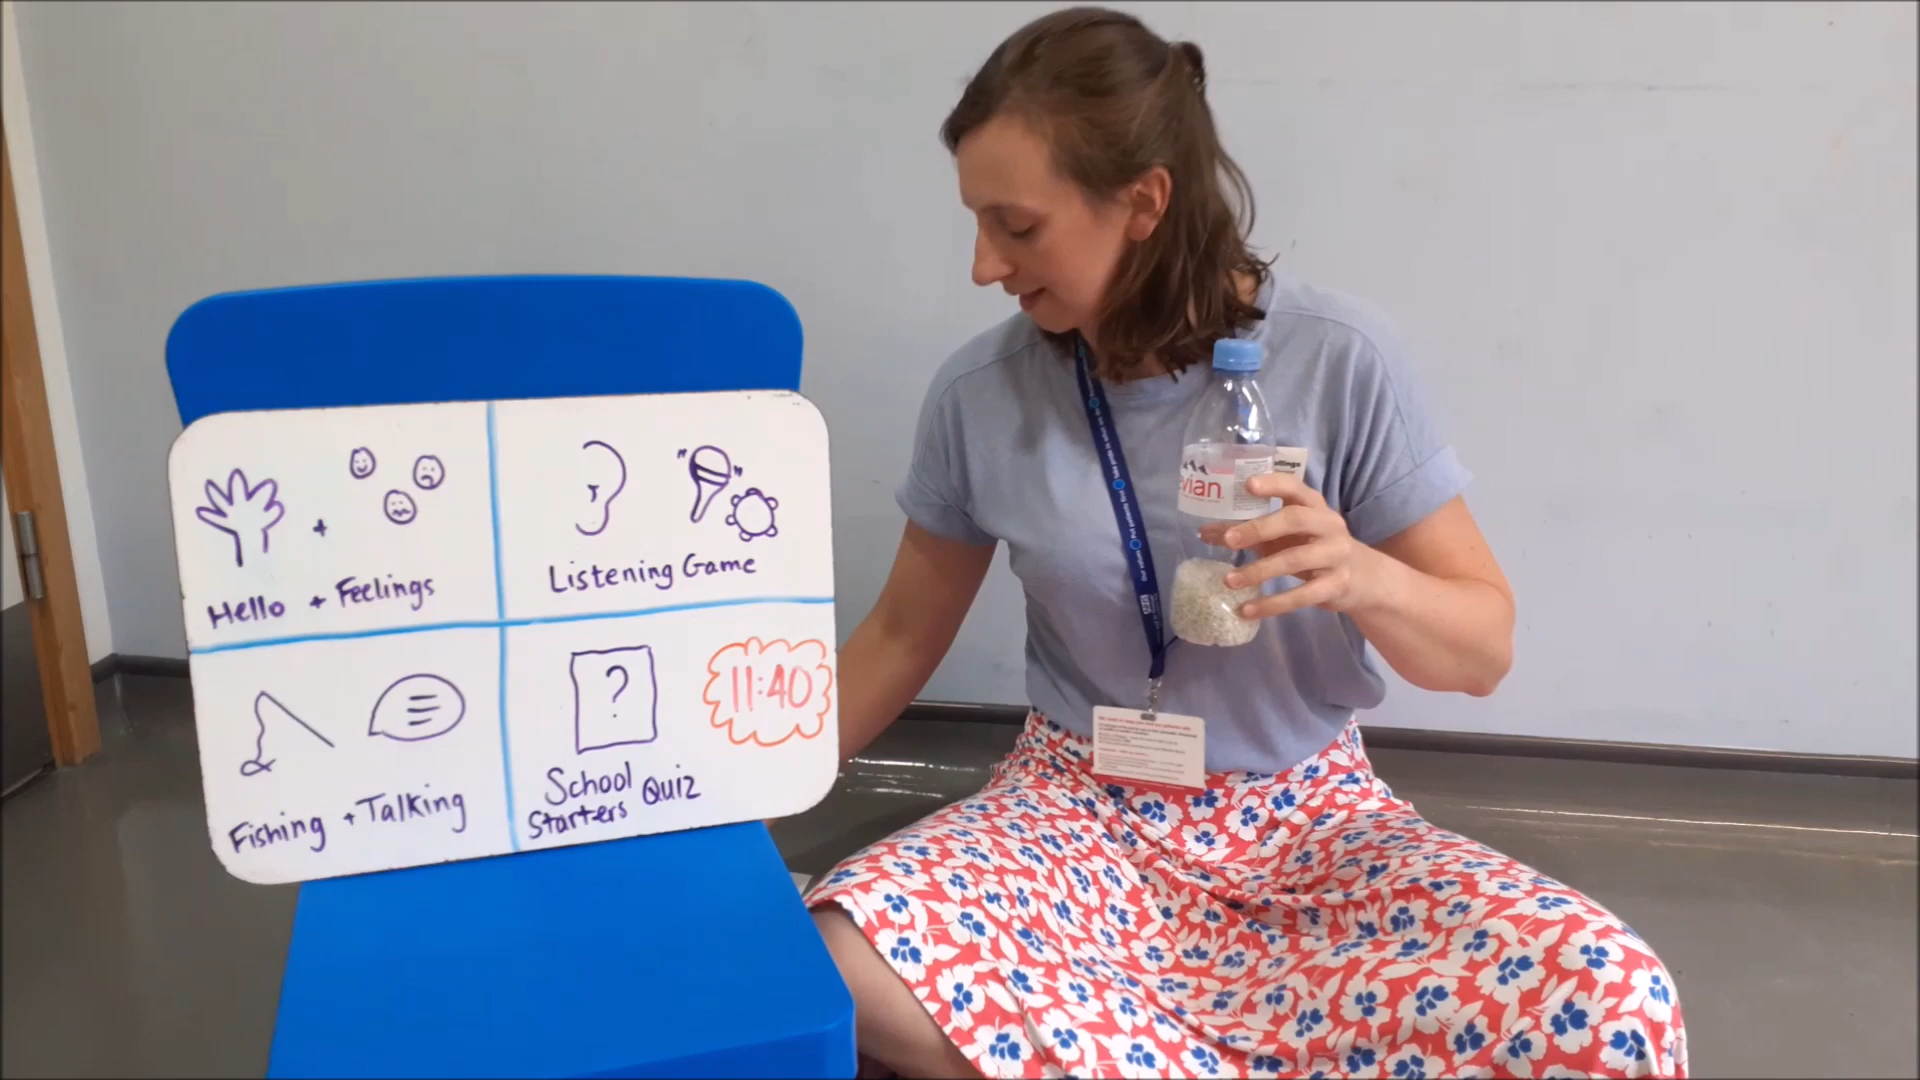 Hello + Feelings
Listening Game
Fishing + Talking
?
School
Starters Quiz
11:40
evian